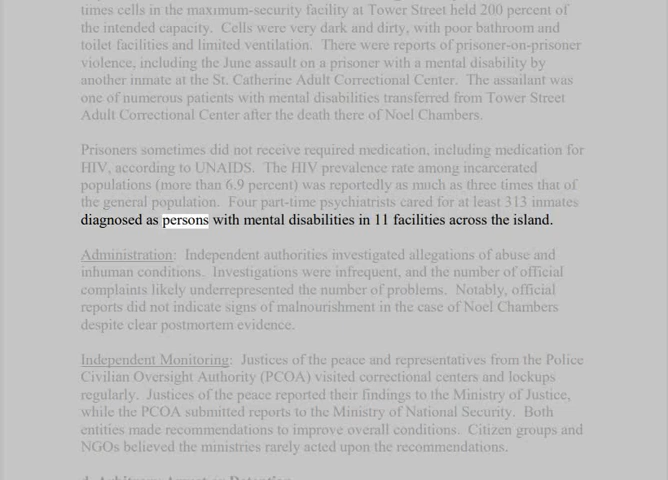 times cells in the maximum-security facility at Tower Street held 200 percent of
the intended capacity. Cells were very dark and dirty, with poor bathroom and
toilet facilities and limited ventilation. There were reports of prisoner-on-prisoner
violence, including the June assault on a prisoner with a mental disability by
another inmate at the St. Catherine Adult Correctional Center. The assailant was
one of numerous patients with mental disabilities transferred from Tower Street
Adult Correctional Center after the death there of Noel Chambers.
Prisoners sometimes did not receive required medication, including medication for
HIV, according to UNAIDS. The HIV prevalence rate among incarcerated
populations (more than 6.9 percent) was reportedly as much as three times that of
the general population. Four part-time psychiatrists cared for at least 313 inmates
diagnosed as persons with mental disabilities in 11 facilities across the island.
Administration: Independent authorities investigated allegations of abuse and
inhuman conditions. Investigations were infrequent, and the number of official
complaints likely underrepresented the number of problems. Notably, official
reports did not indicate signs of malnourishment in the case of Noel Chambers
despite clear postmortem evidence.
Independent Monitoring: Justices of the peace and representatives from the Police
Civilian Oversight Authority (PCOA) visited correctional centers and lockups
regularly. Justices of the peace reported their findings to the Ministry of Justice,
while the PCOA submitted reports to the Ministry of National Security. Both
entities made recommendations to improve overall conditions. Citizen groups and
NGOs believed the ministries rarely acted upon the recommendations.